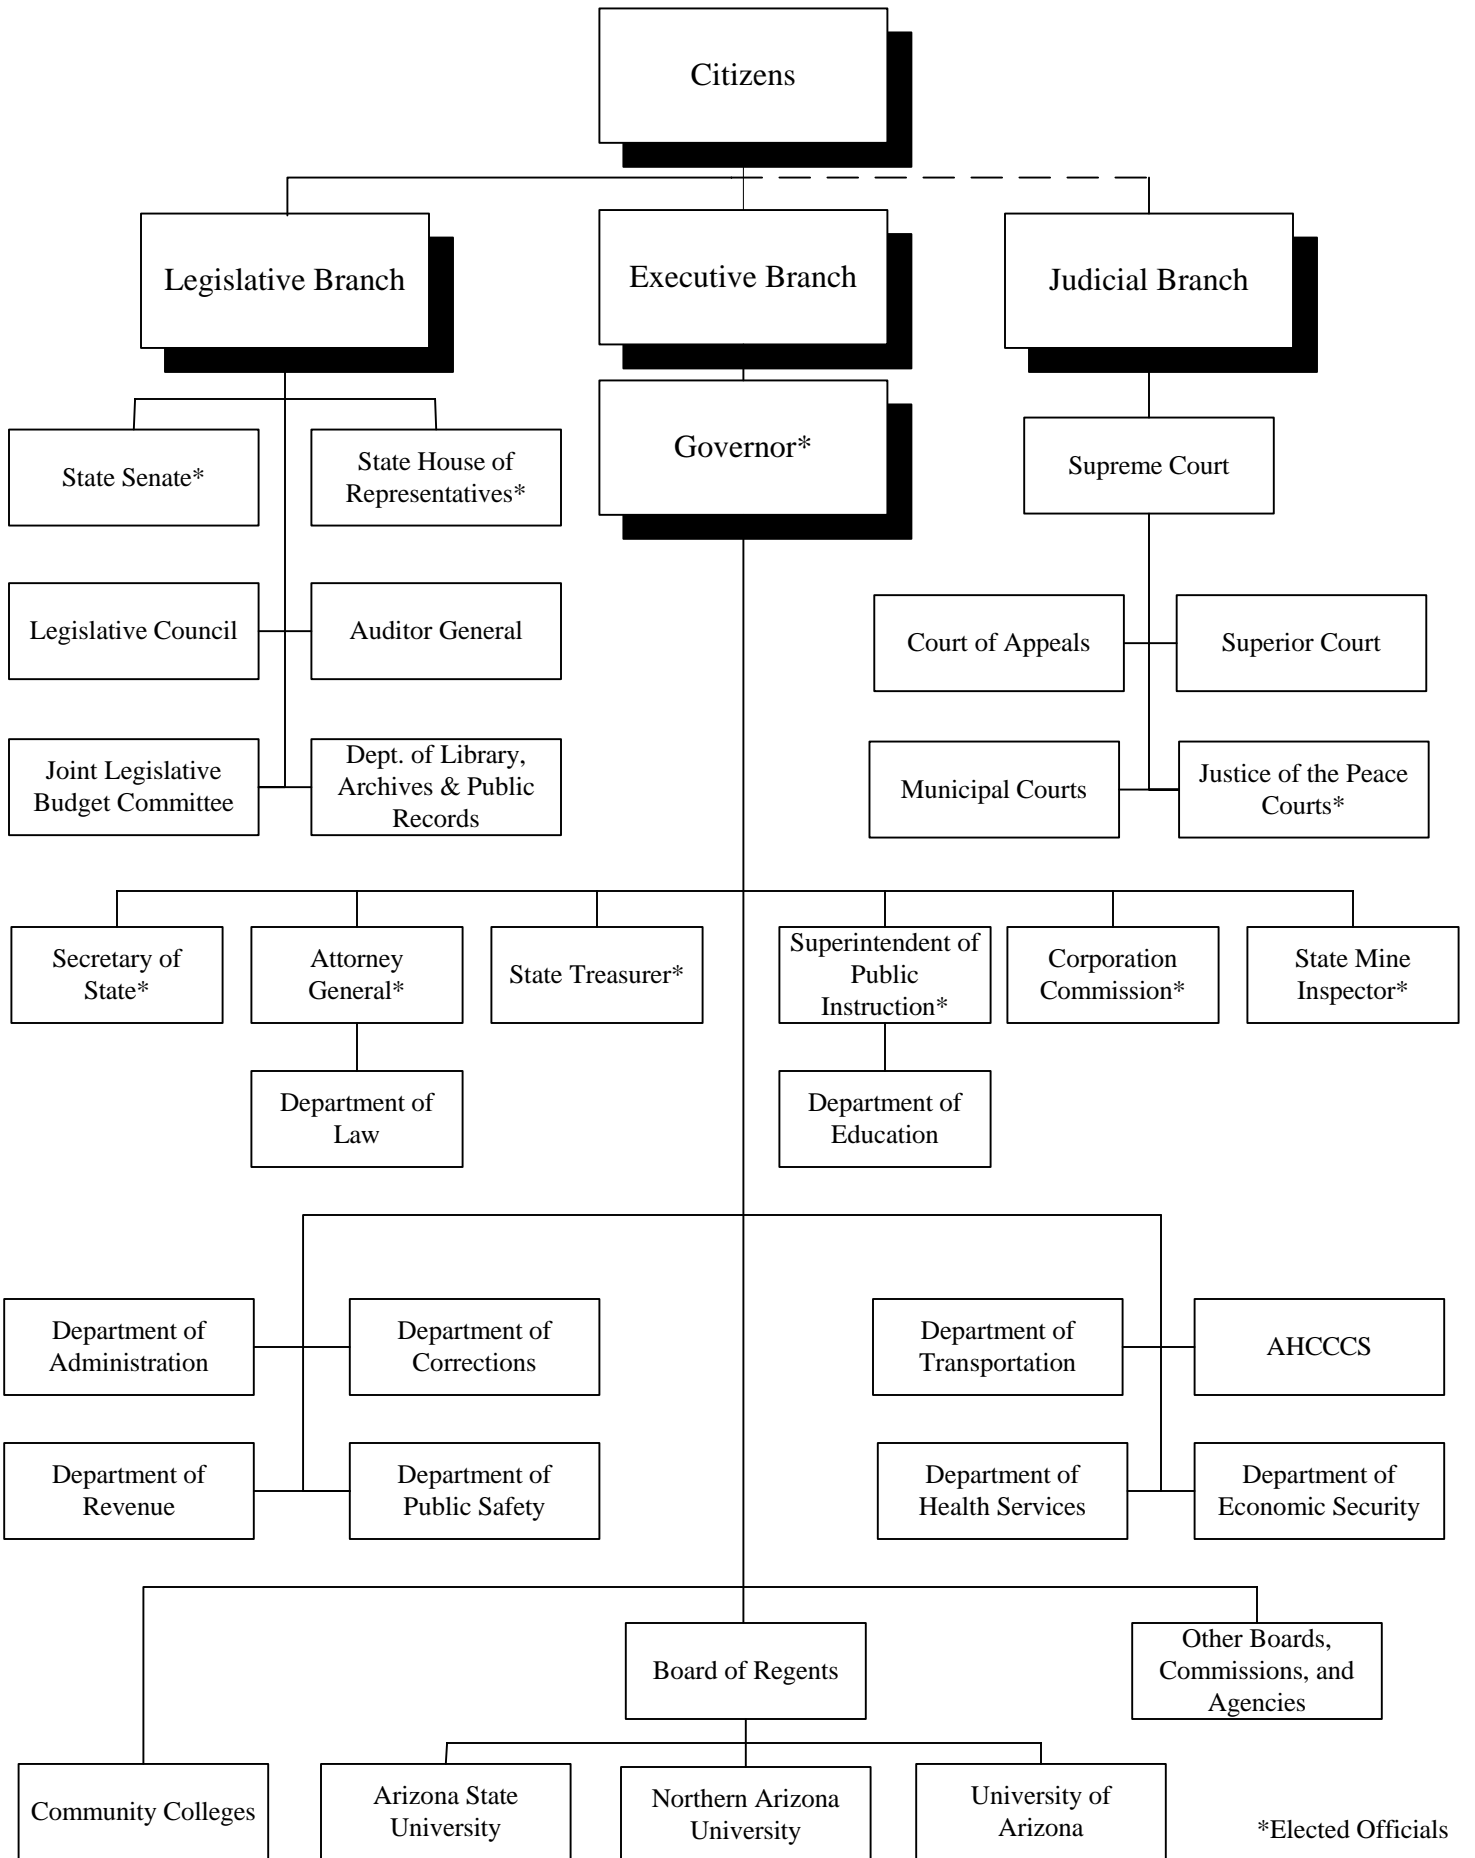 Citizens
Legislative Branch
Executive Branch
Judicial Branch
Governor*
State Senate*
State House of
Representatives*
Supreme Court
Legislative Council
Auditor General
Court of Appeals
Superior Court
Joint Legislative
Budget Committee
Dept. of Library,
Archives & Public
Records
Municipal Courts
Justice of the Peace
Courts*
Secretary of
State*
Attorney
General*
State Treasurer*
Superintendent of
Public
Instruction*
Corporation
Commission*
State Mine
Inspector*
Department of
Law
Department of
Education
Department of
Administration
Department of
Corrections
Department of
Transportation
AHCCCS
Department of
Revenue
Department of
Public Safety
Department of
Health Services
Department of
Economic Security
Board of Regents
Other Boards,
Commissions, and
Agencies
Community Colleges
Arizona State
University
Northern Arizona
University
University of
Arizona
*Elected Officials